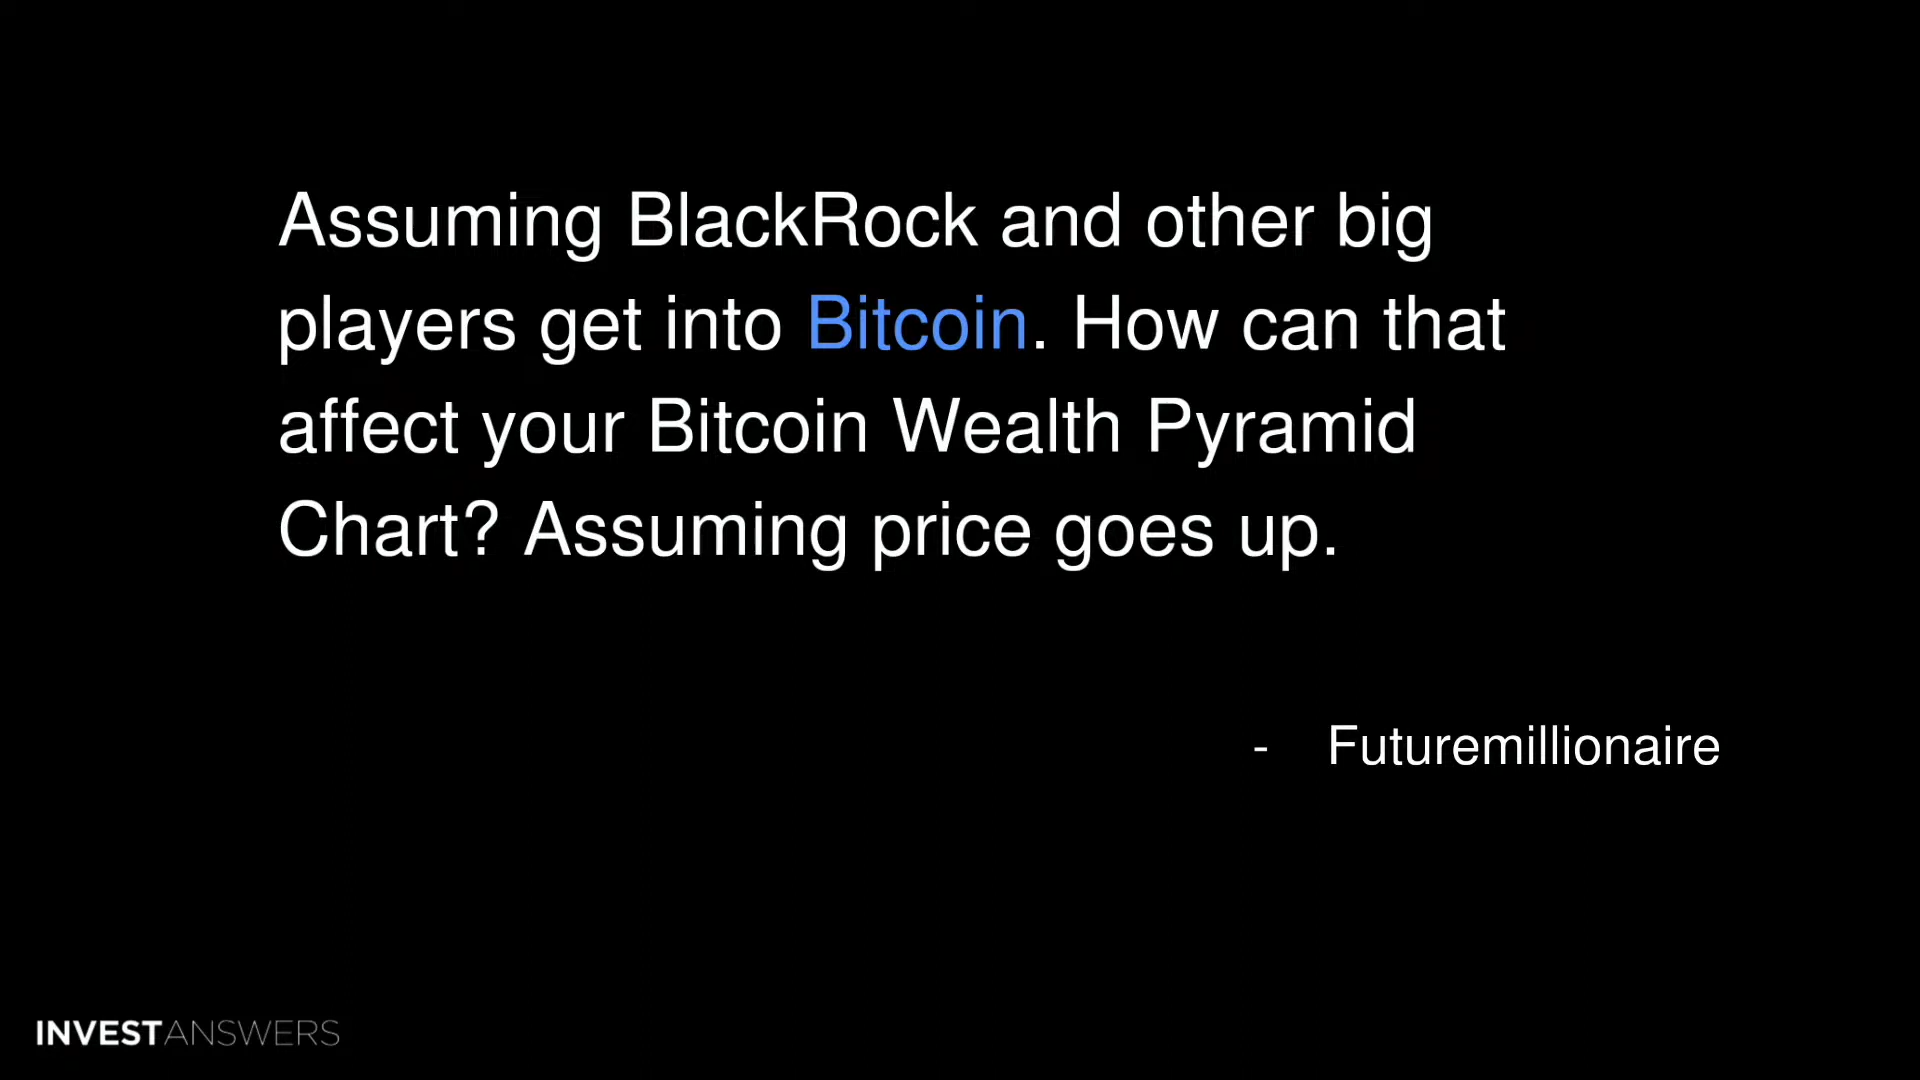 Assuming BlackRock and other big
players get into Bitcoin. How can that
affect your Bitcoin Wealth Pyramid
Chart? Assuming price goes up.
- Futuremillionaire
INVESTANSWERS